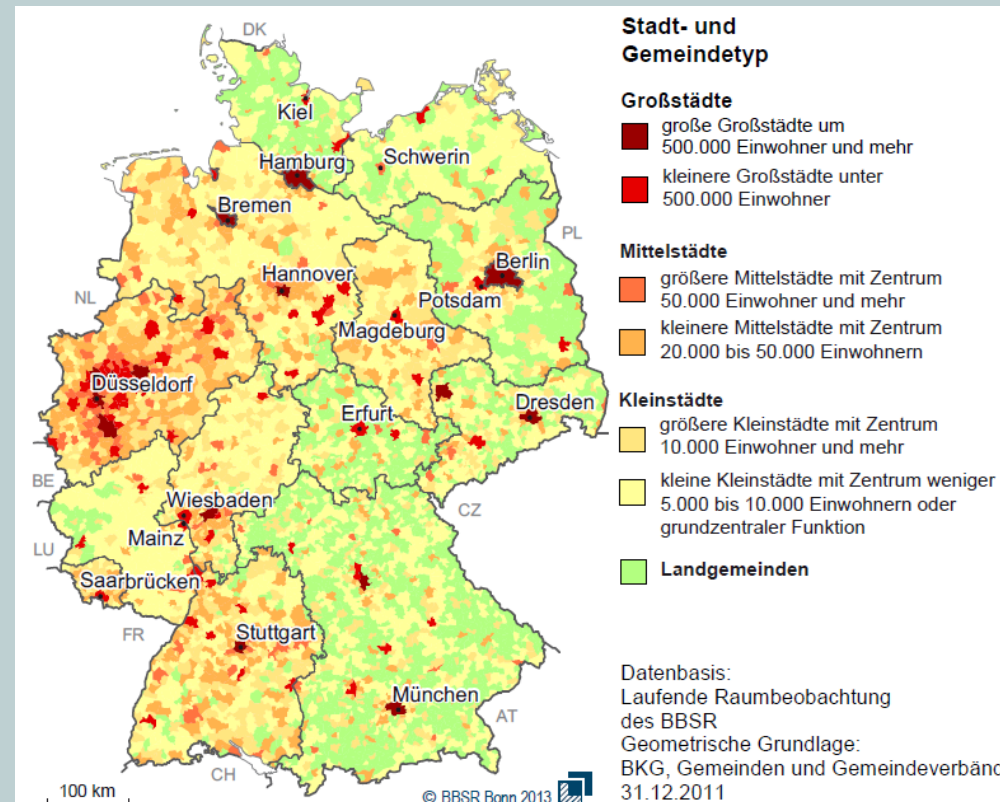 DK
Kiel
Hamburg
Schwerin
Bremen
PL
Berlin
Hannover
NL
Potsdam
Magdeburg
Düsseldorf
Dresden
Erfurt
BE
Wiesbaden
CZ
Mainz
LU
Saarbrücken
FR
Stuttgart
München
AT
CH
100 km
© BBSR Bonn 2013
Stadt- und
Gemeindetyp
Großstädte
große Großstädte um
500.000 Einwohner und mehr
kleinere Großstädte unter
500.000 Einwohner
Mittelstädte
größere Mittelstädte mit Zentrum
50.000 Einwohner und mehr
kleinere Mittelstädte mit Zentrum
20.000 bis 50.000 Einwohnern
Kleinstädte
größere Kleinstädte mit Zentrum
10.000 Einwohner und mehr
kleine Kleinstädte mit Zentrum weniger
5.000 bis 10.000 Einwohnern oder
grundzentraler Funktion
Landgemeinden
Datenbasis:
Laufende Raumbeobachtung
des BBSR
Geometrische Grundlage:
BKG, Gemeinden und Gemeindeverbänd
31.12.2011